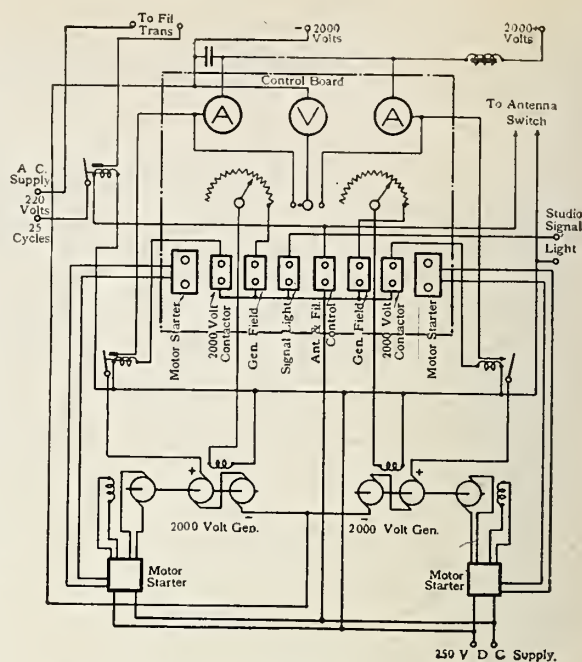 To Fil
Trans
− 2000
Volts
2000 +
Volts
Control Board
A
V
A
To Antenna
Switch
A. C.
Supply
220
Volts
25
Cycles
Studio
Signal
Light
Motor Starter
2000 Volt
Contactor
Gen. Field
Signal Light
Ant. & Fil.
Control
Gen. Field
2000 Volt
Contactor
Motor Starter
+
−
2000 Volt Gen.
−
+
2000 Volt Gen.
Motor
Starter
Motor
Starter
250 V D C Supply.